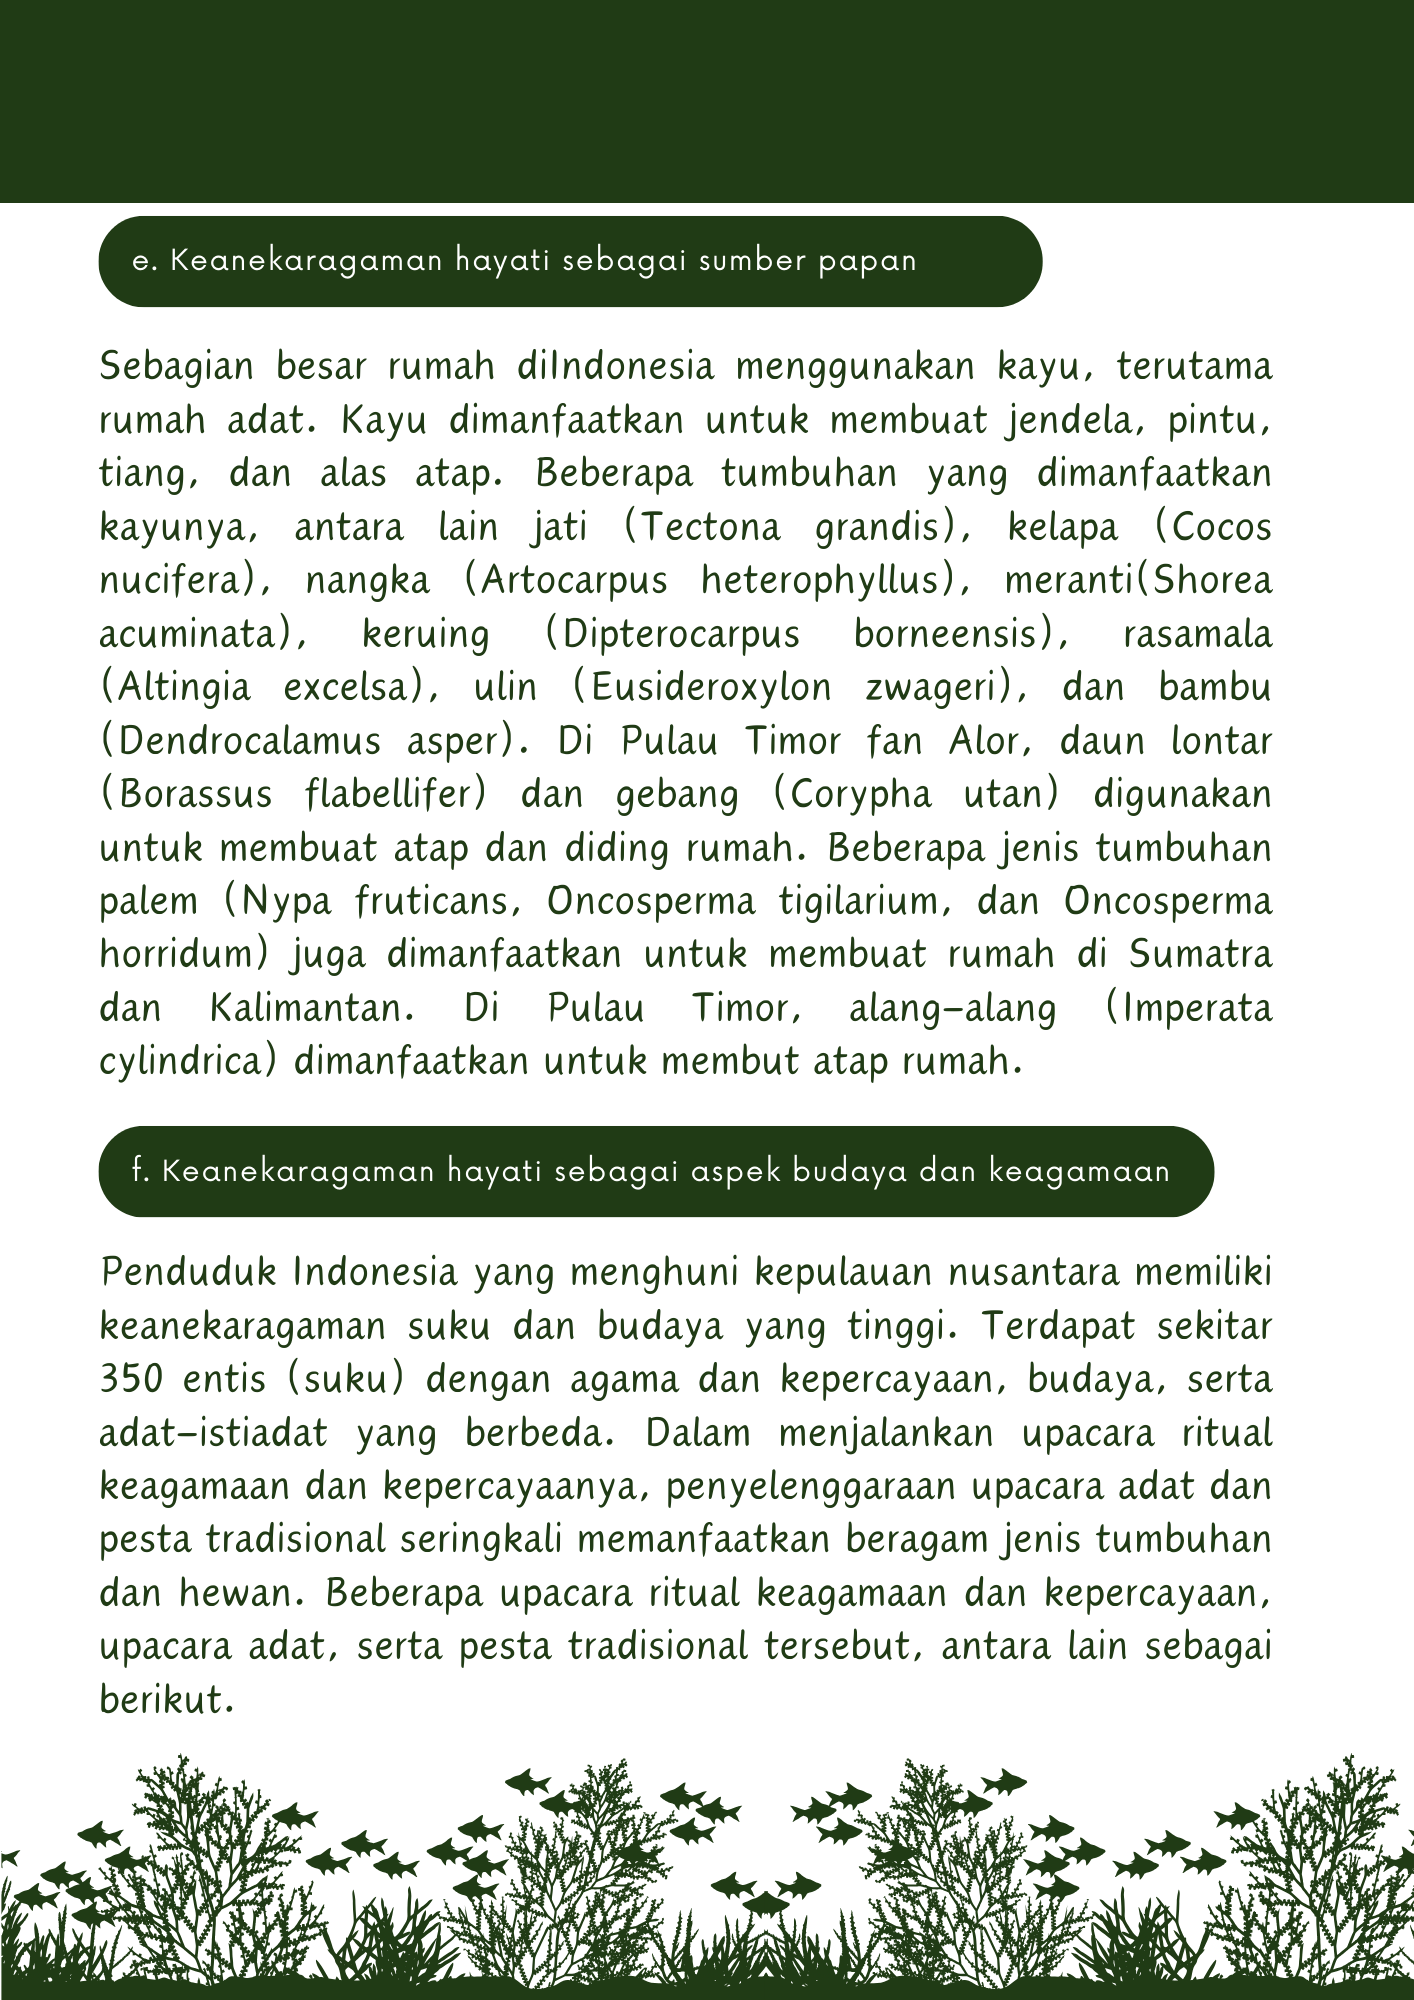 e. Keanekaragaman hayati sebagai sumber papan
Sebagian besar rumah diIndonesia menggunakan kayu, terutama
rumah adat. Kayu dimanfaatkan untuk membuat jendela, pintu,
tiang, dan alas atap. Beberapa tumbuhan yang dimanfaatkan
kayunya, antara lain jati (Tectona grandis), kelapa (Cocos
nucifera), nangka (Artocarpus heterophyllus), meranti(Shorea
acuminata), keruing (Dipterocarpus borneensis), rasamala
(Altingia excelsa), ulin (Eusideroxylon zwageri), dan bambu
(Dendrocalamus asper). Di Pulau Timor fan Alor, daun lontar
(Borassus flabellifer) dan gebang (Corypha utan) digunakan
untuk membuat atap dan diding rumah. Beberapa jenis tumbuhan
palem (Nypa fruticans, Oncosperma tigilarium, dan Oncosperma
horridum) juga dimanfaatkan untuk membuat rumah di Sumatra
dan Kalimantan. Di Pulau Timor, alang–alang (Imperata
cylindrica) dimanfaatkan untuk membut atap rumah.
f. Keanekaragaman hayati sebagai aspek budaya dan keagamaan
Penduduk Indonesia yang menghuni kepulauan nusantara memiliki
keanekaragaman suku dan budaya yang tinggi. Terdapat sekitar
350 entis (suku) dengan agama dan kepercayaan, budaya, serta
adat–istiadat yang berbeda. Dalam menjalankan upacara ritual
keagamaan dan kepercayaanya, penyelenggaraan upacara adat dan
pesta tradisional seringkali memanfaatkan beragam jenis tumbuhan
dan hewan. Beberapa upacara ritual keagamaan dan kepercayaan,
upacara adat, serta pesta tradisional tersebut, antara lain sebagai
berikut.